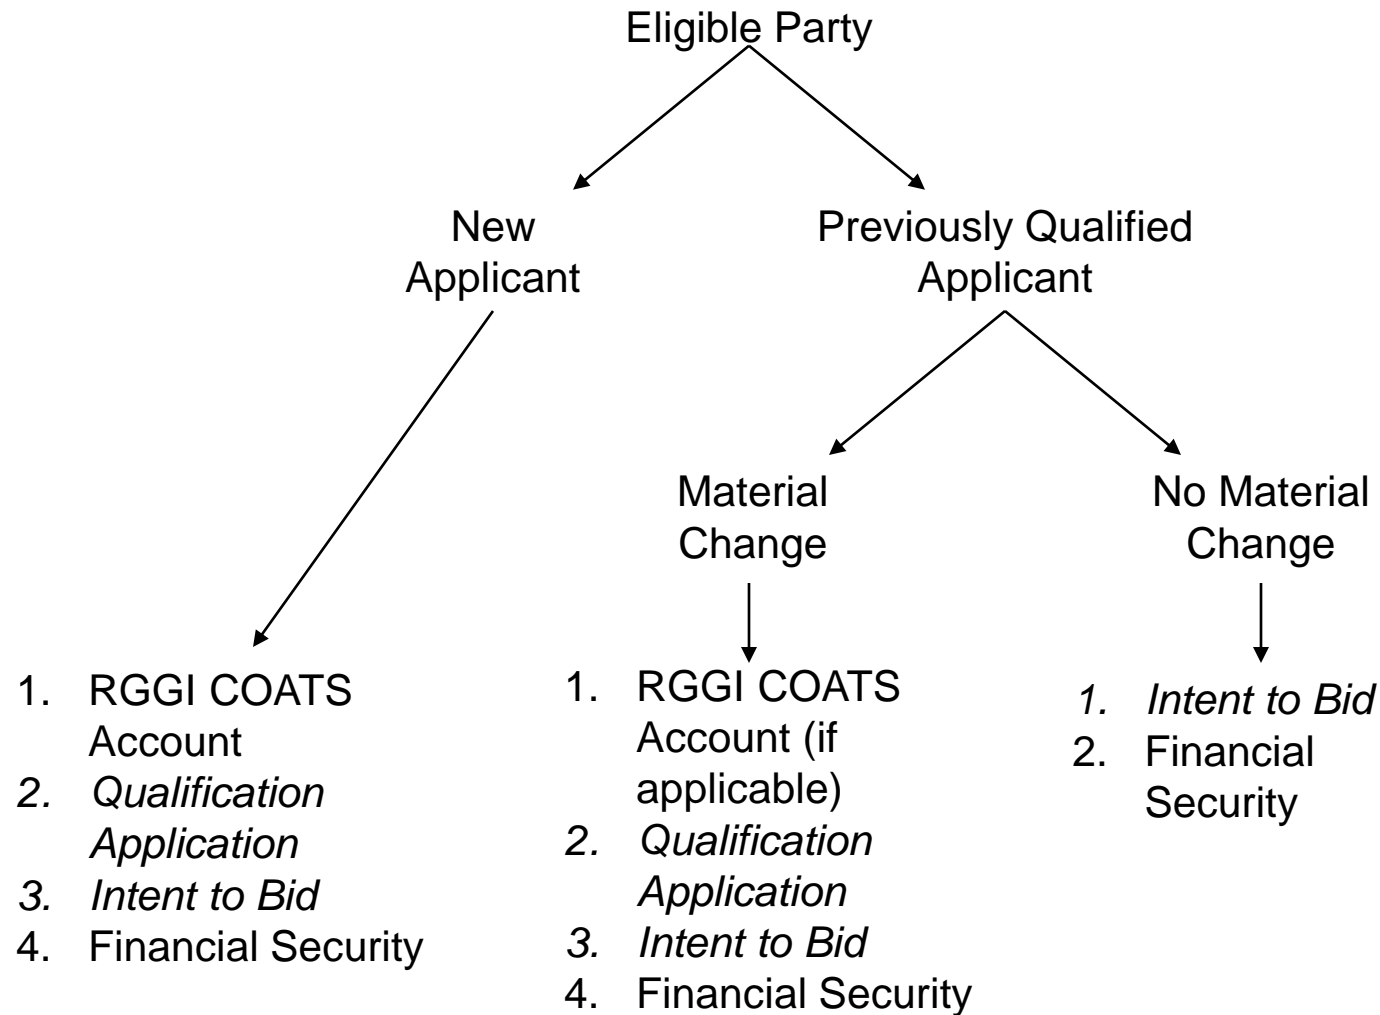 Eligible Party
New
Applicant
Previously Qualified
Applicant
Material
Change
No Material
Change
1. RGGI COATS
Account
2. Qualification
Application
3. Intent to Bid
4. Financial Security
1. RGGI COATS
Account (if
applicable)
2. Qualification
Application
3. Intent to Bid
4. Financial Security
1. Intent to Bid
2. Financial
Security